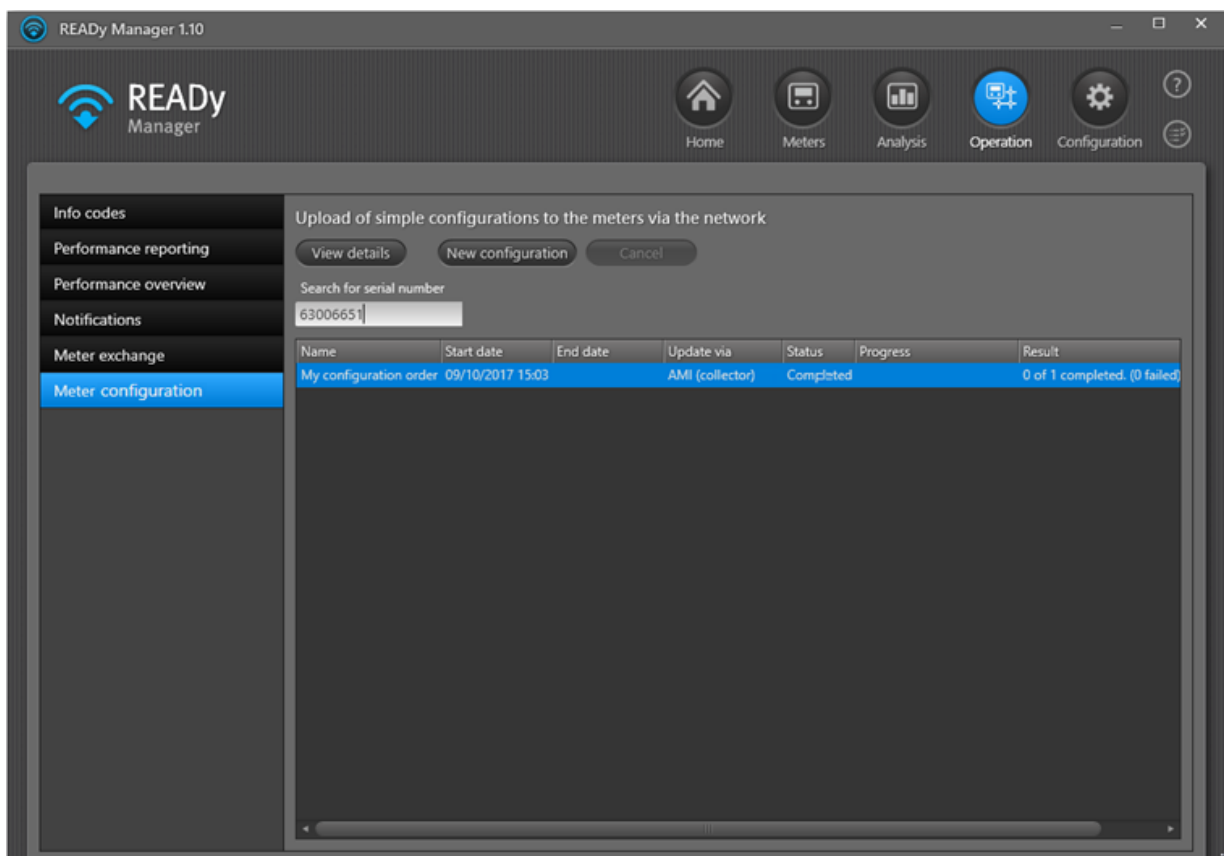 READy Manager 1.10
READy
Manager
Home Meters Analysis Operation Configuration
?
Info codes
Performance reporting
Performance overview
Notifications
Meter exchange
Meter configuration
Upload of simple configurations to the meters via the network
View details New configuration Cancel
Search for serial number
63006651
Name Start date End date Update via Status Progress Result
My configuration order 09/10/2017 15:03 AMI (collector) Completed 0 of 1 completed. (0 failed)